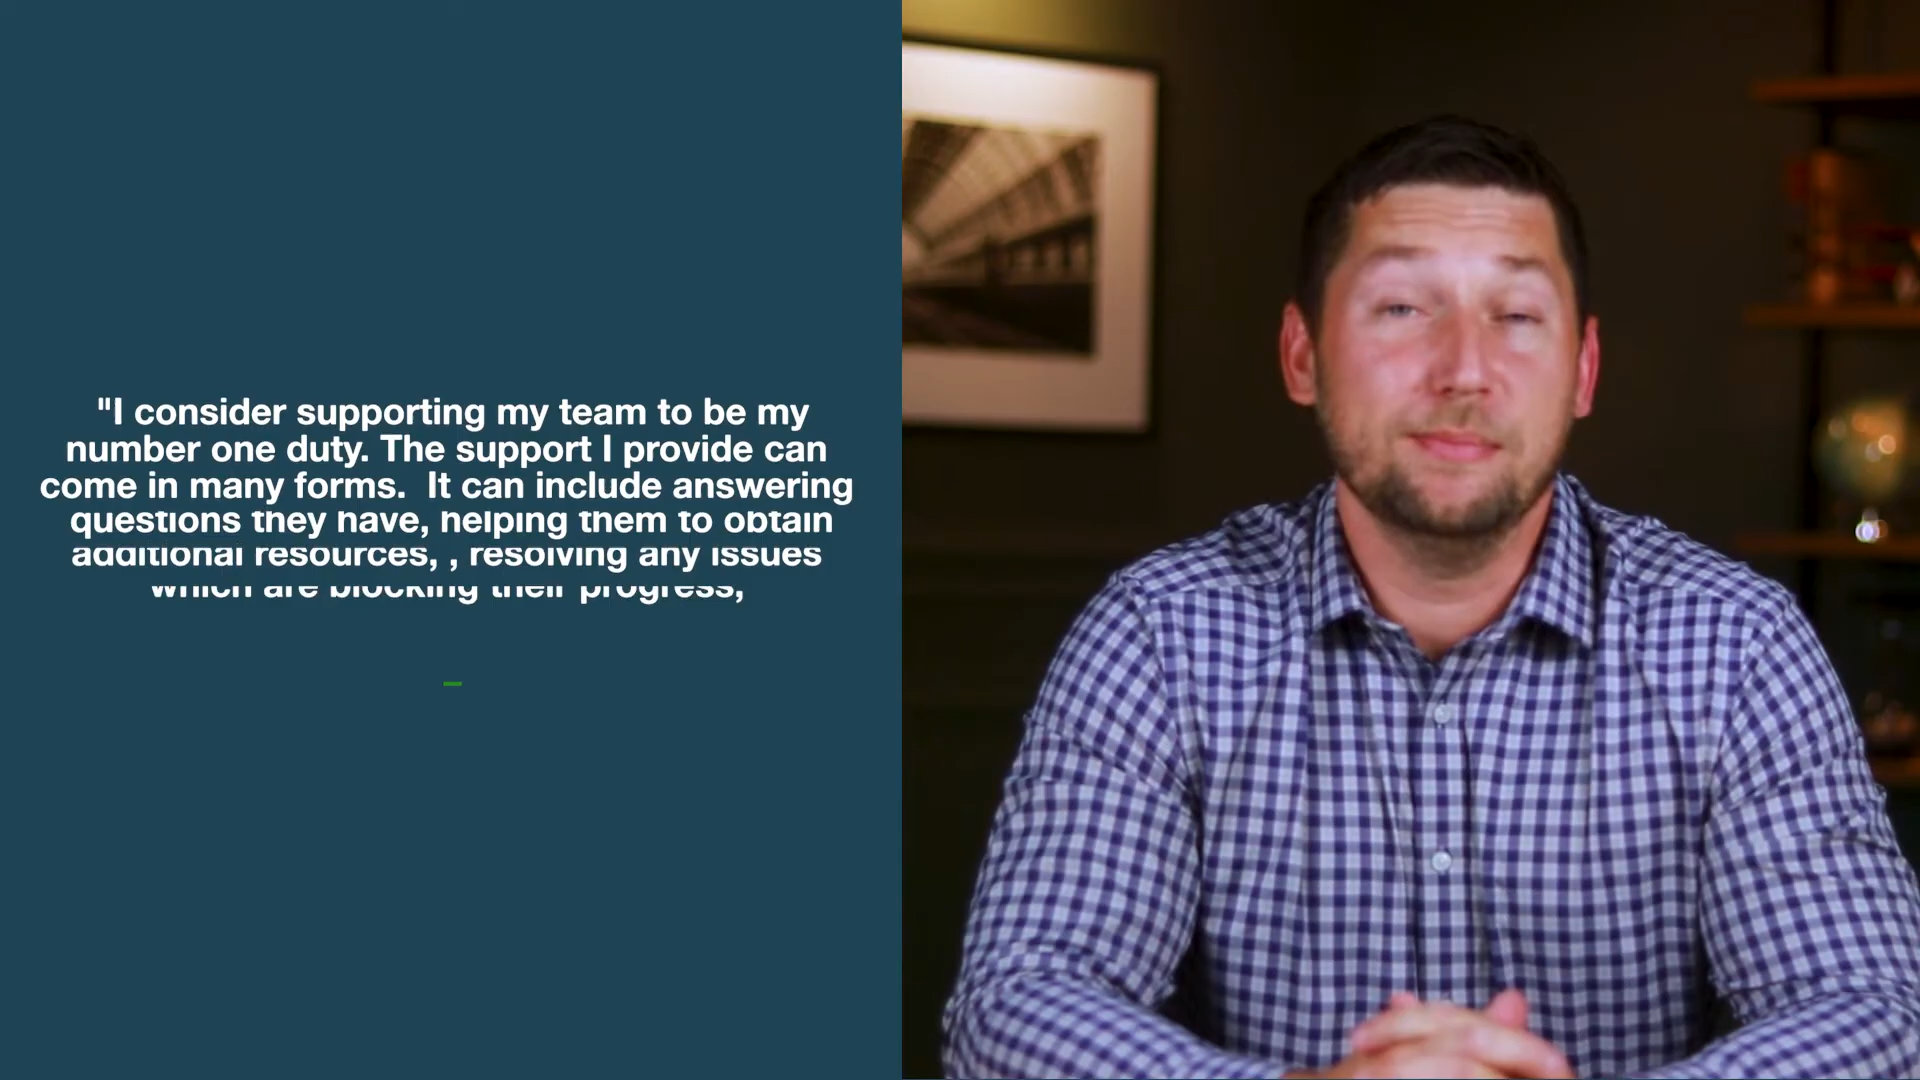 "I consider supporting my team to be my
number one duty. The support I provide can
come in many forms.  It can include answering
questions they have, helping them to obtain
additional resources, , resolving any issues
which are blocking their progress,